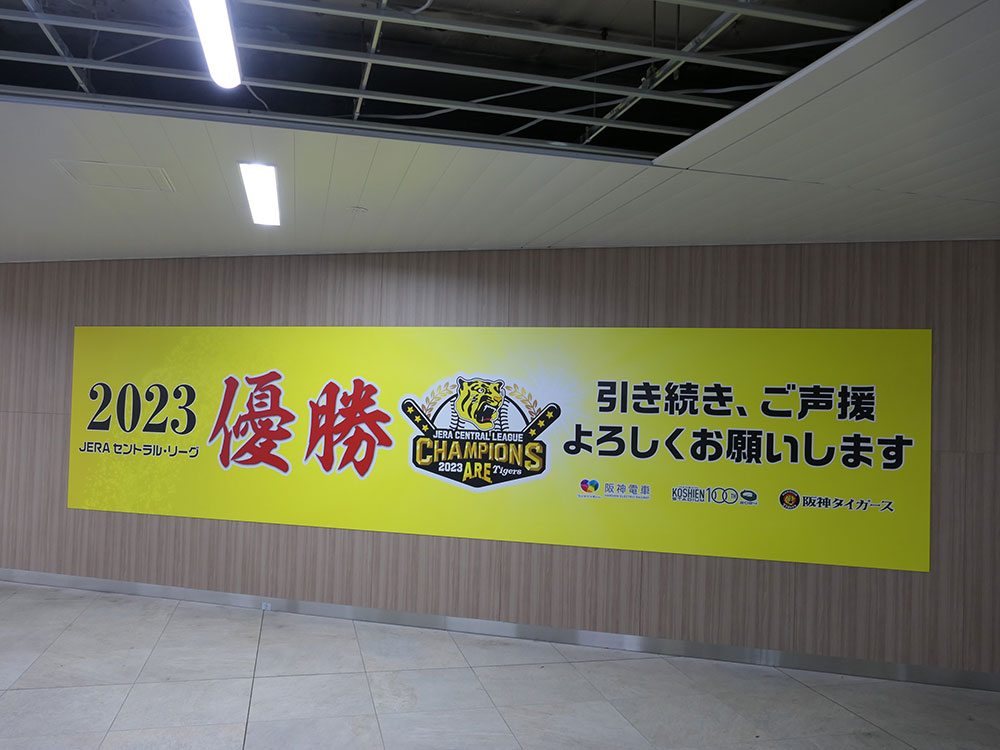 2023
JERA セントラル・リーグ
優勝
JERA CENTRAL LEAGUE
CHAMPIONS
2023 A.R.E Tigers
引き続き、ご声援
よろしくお願いします
阪神電車
KOSHIEN STADIUM 100
阪神タイガース